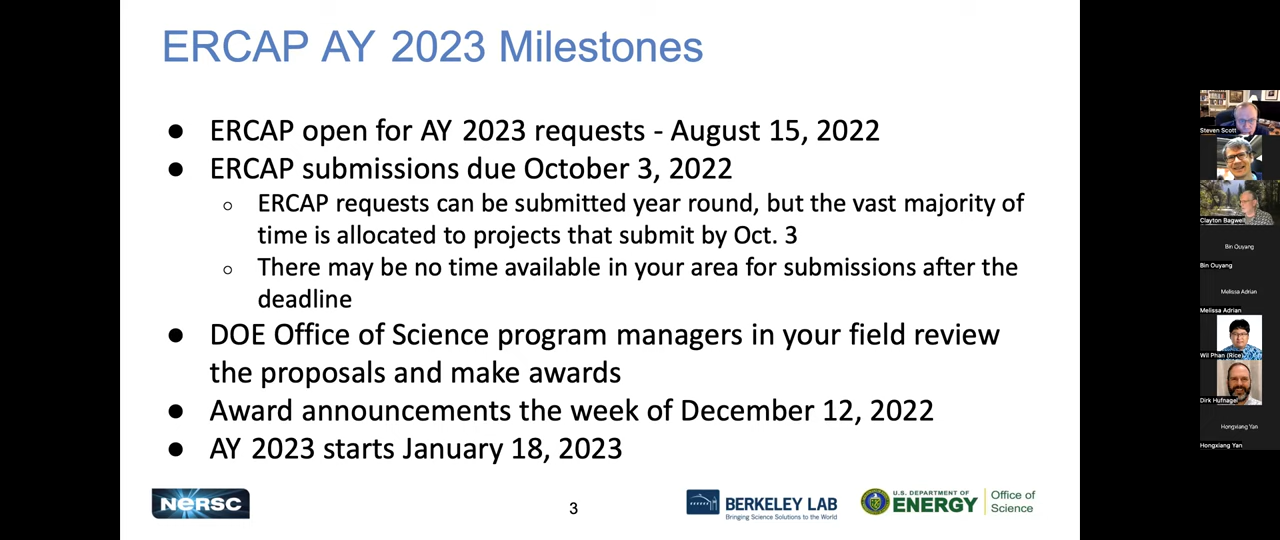 ERCAP AY 2023 Milestones
● ERCAP open for AY 2023 requests - August 15, 2022
● ERCAP submissions due October 3, 2022
○ ERCAP requests can be submitted year round, but the vast majority of
time is allocated to projects that submit by Oct. 3
○ There may be no time available in your area for submissions after the
deadline
● DOE Office of Science program managers in your field review
the proposals and make awards
● Award announcements the week of December 12, 2022
● AY 2023 starts January 18, 2023
NERSC
3
BERKELEY LAB
Bringing Science Solutions to the World
U.S. DEPARTMENT OF
ENERGY
Office of
Science
Steven Scott
Clayton Bagwell
Bin Ouyang
Bin Ouyang
Melissa Adrian
Melissa Adrian
Wil Phan (Rice)
Dirk Hufnagel
Hongxiang Yan
Hongxiang Yan